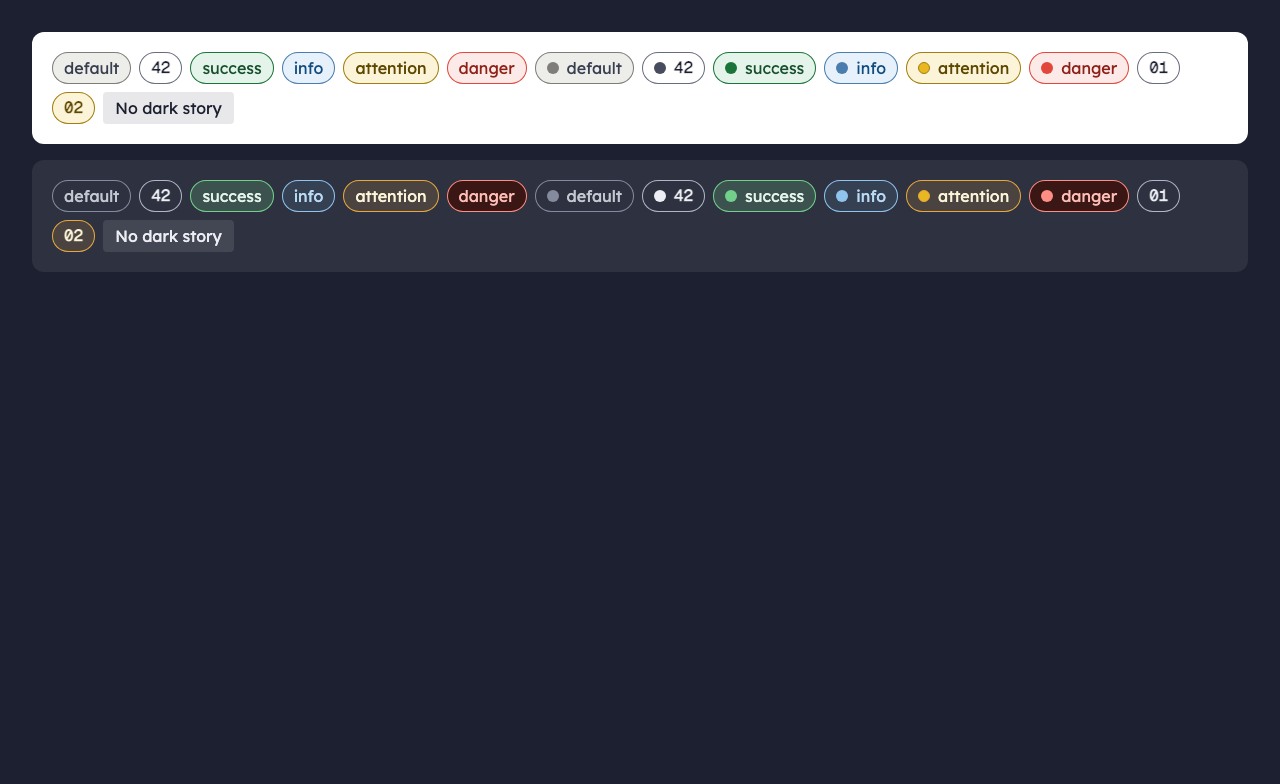 default 42 success info attention danger default 42 success info attention danger 01
02 No dark story
default 42 success info attention danger default 42 success info attention danger 01
02 No dark story